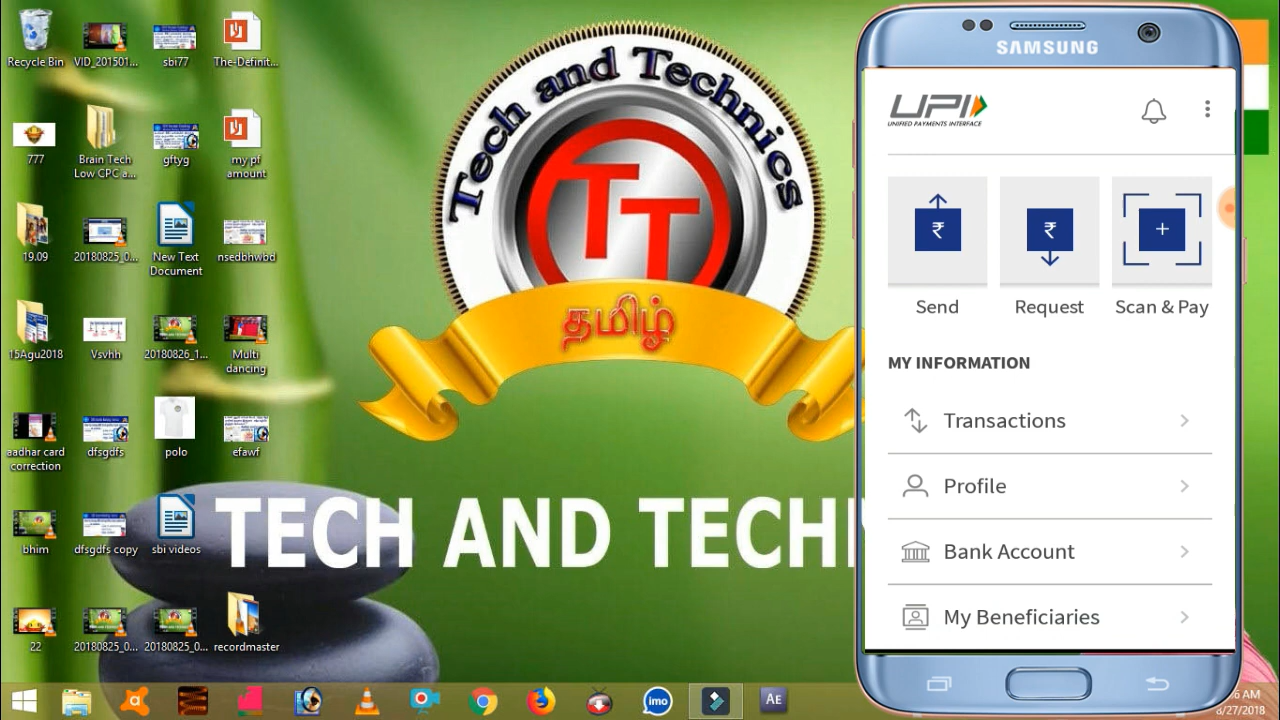 Recycle Bin
VID_201501...
sbi77
The-Definit...
777
Brain Tech
Low CPC a...
gftyg
my pf
amount
19.09
20180825_0...
New Text
Document
nsedbhwbd
15Agu2018
Vsvhh
20180826_1...
Multi
dancing
aadhar card
correction
dfsgdfs
polo
efawf
bhim
dfsgdfs copy
sbi videos
22
20180825_0...
20180825_0...
recordmaster
Tech and Technics
TT
தமிழ்
TECH AND TECH
imo
AE
6 AM
8/27/2018
SAMSUNG
UPI
UNIFIED PAYMENTS INTERFACE
₹
₹
Send
Request
Scan & Pay
MY INFORMATION
Transactions
Profile
Bank Account
My Beneficiaries